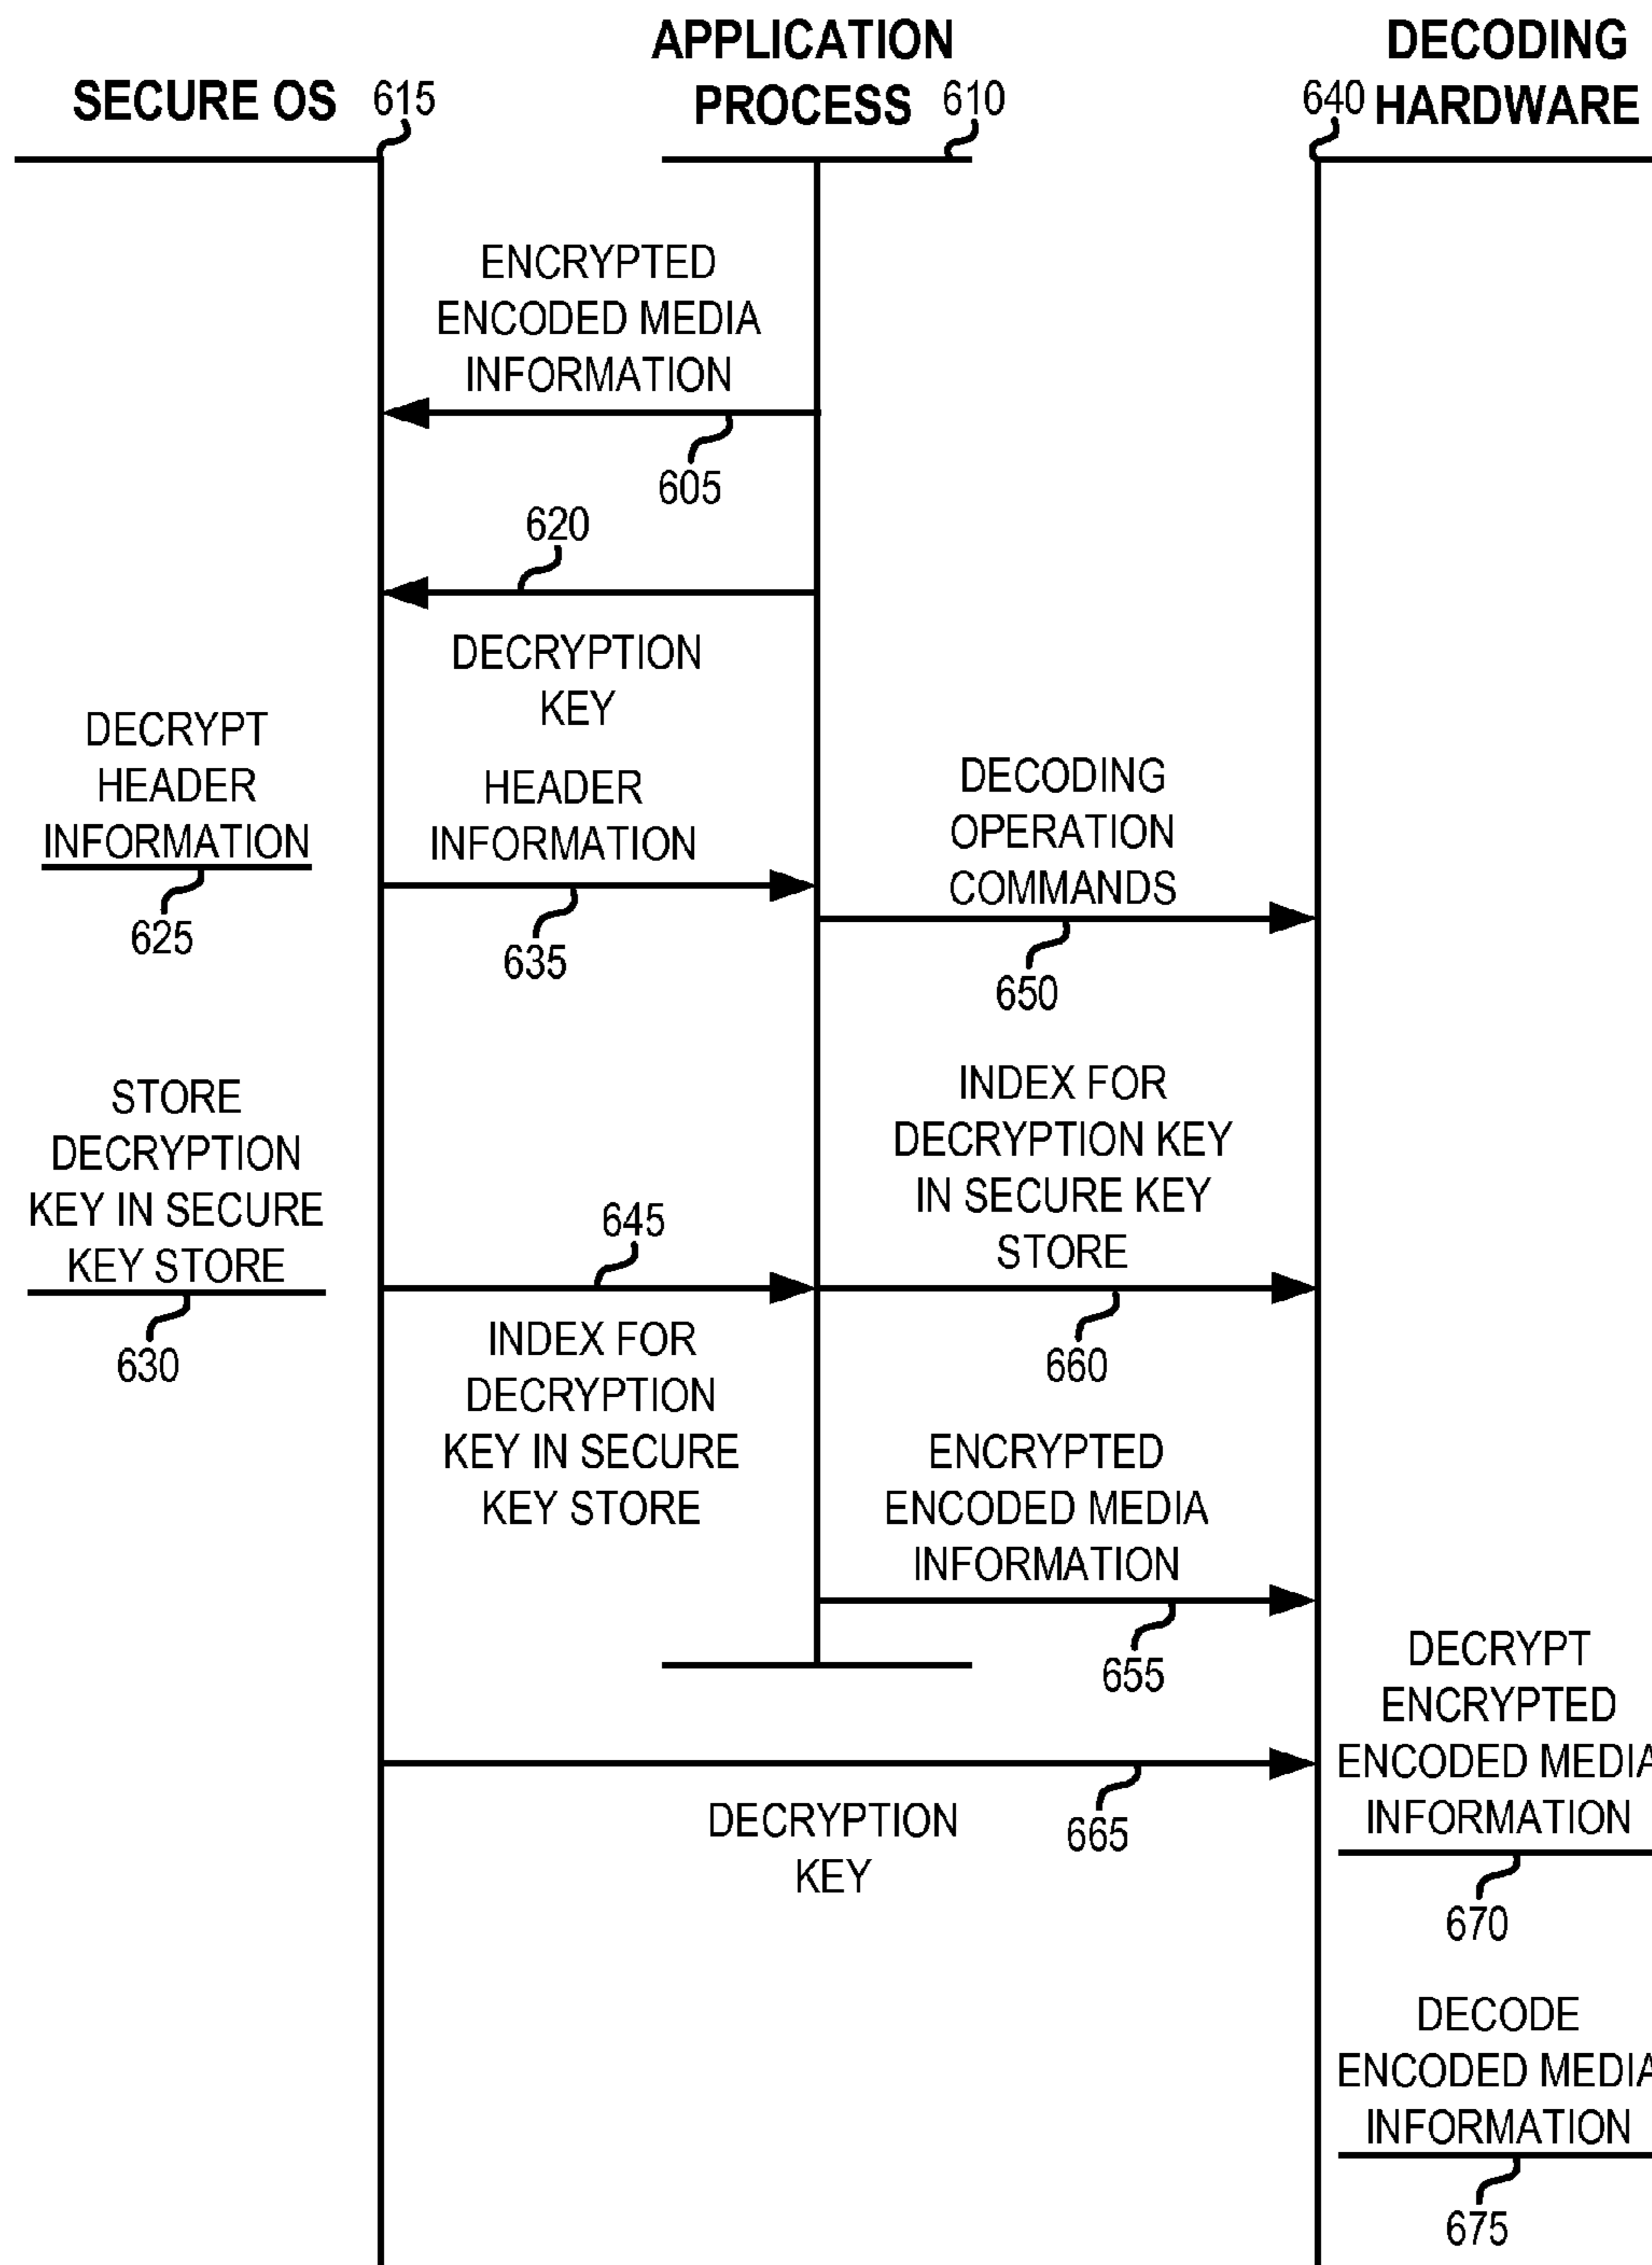 SECURE OS 615
APPLICATION
PROCESS 610
DECODING
640 HARDWARE
ENCRYPTED
ENCODED MEDIA
INFORMATION
605
620
DECRYPTION
KEY
DECRYPT
HEADER
INFORMATION
625
HEADER
INFORMATION
635
DECODING
OPERATION
COMMANDS
650
STORE
DECRYPTION
KEY IN SECURE
KEY STORE
630
645
INDEX FOR
DECRYPTION
KEY IN SECURE
KEY STORE
INDEX FOR
DECRYPTION KEY
IN SECURE KEY
STORE
660
ENCRYPTED
ENCODED MEDIA
INFORMATION
655
DECRYPTION
KEY
665
DECRYPT
ENCRYPTED
ENCODED MEDIA
INFORMATION
670
DECODE
ENCODED MEDIA
INFORMATION
675